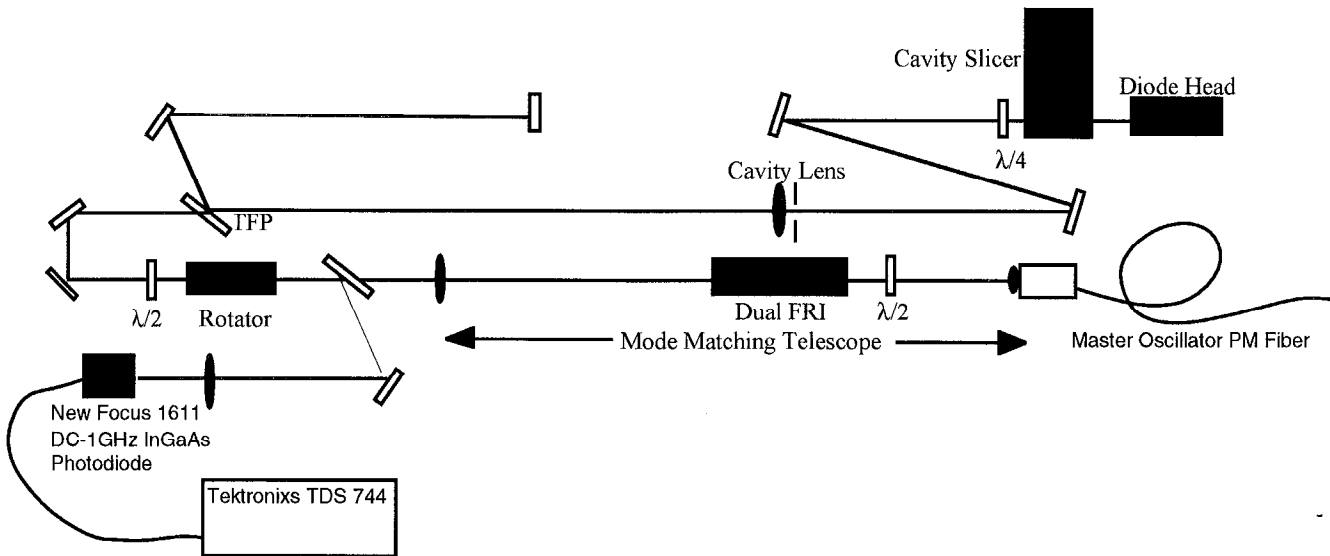 Cavity Slicer
Diode Head
λ/4
Cavity Lens
TFP
λ/2
Rotator
Dual FRI
λ/2
Mode Matching Telescope
Master Oscillator PM Fiber
New Focus 1611
DC-1GHz InGaAs
Photodiode
Tektronixs TDS 744